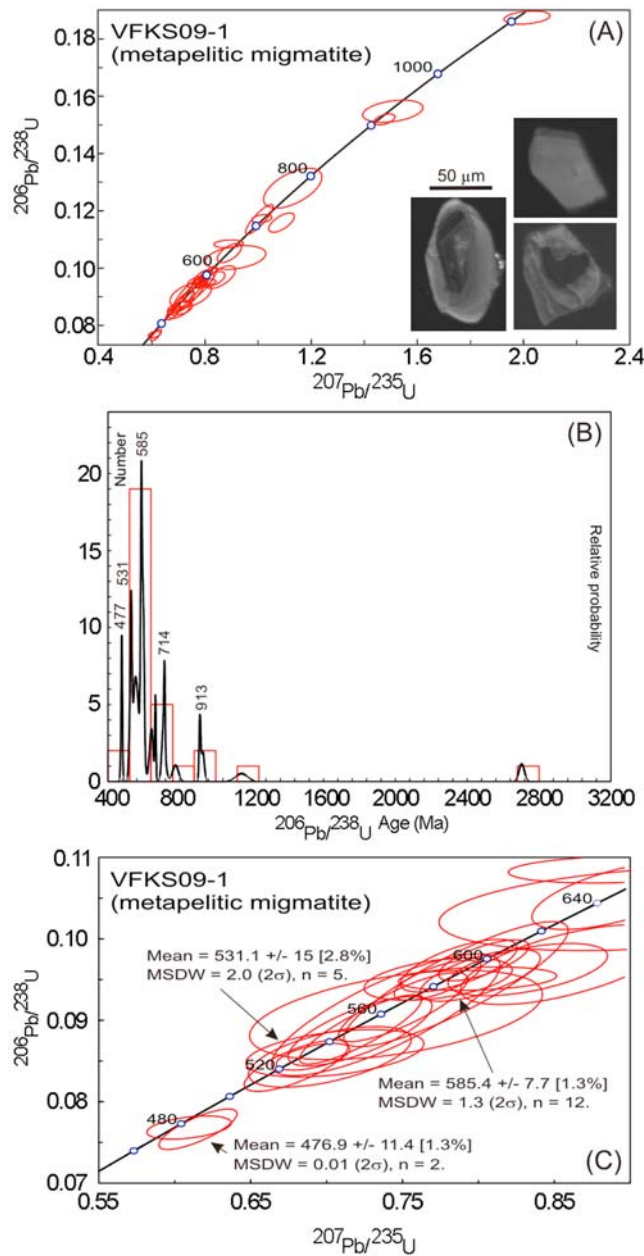 VFKS09-1
(metapelitic migmatite)
(A)
206Pb/238U
0.18
0.16
0.14
0.12
0.10
0.08
1000
800
600
50 μm
0.4 0.8 1.2 1.6 2.0 2.4
207Pb/235U
(B)
Number
20
15
10
5
0
477
531
585
714
913
Relative probability
400 800 1200 1600 2000 2400 2800 3200
206Pb/238U Age (Ma)
VFKS09-1
(metapelitic migmatite)
(C)
206Pb/238U
0.11
0.10
0.09
0.08
0.07
640
600
560
520
480
Mean = 531.1 +/- 15 [2.8%]
MSDW = 2.0 (2σ), n = 5.
Mean = 585.4 +/- 7.7 [1.3%]
MSDW = 1.3 (2σ), n = 12.
Mean = 476.9 +/- 11.4 [1.3%]
MSDW = 0.01 (2σ), n = 2.
0.55 0.65 0.75 0.85
207Pb/235U